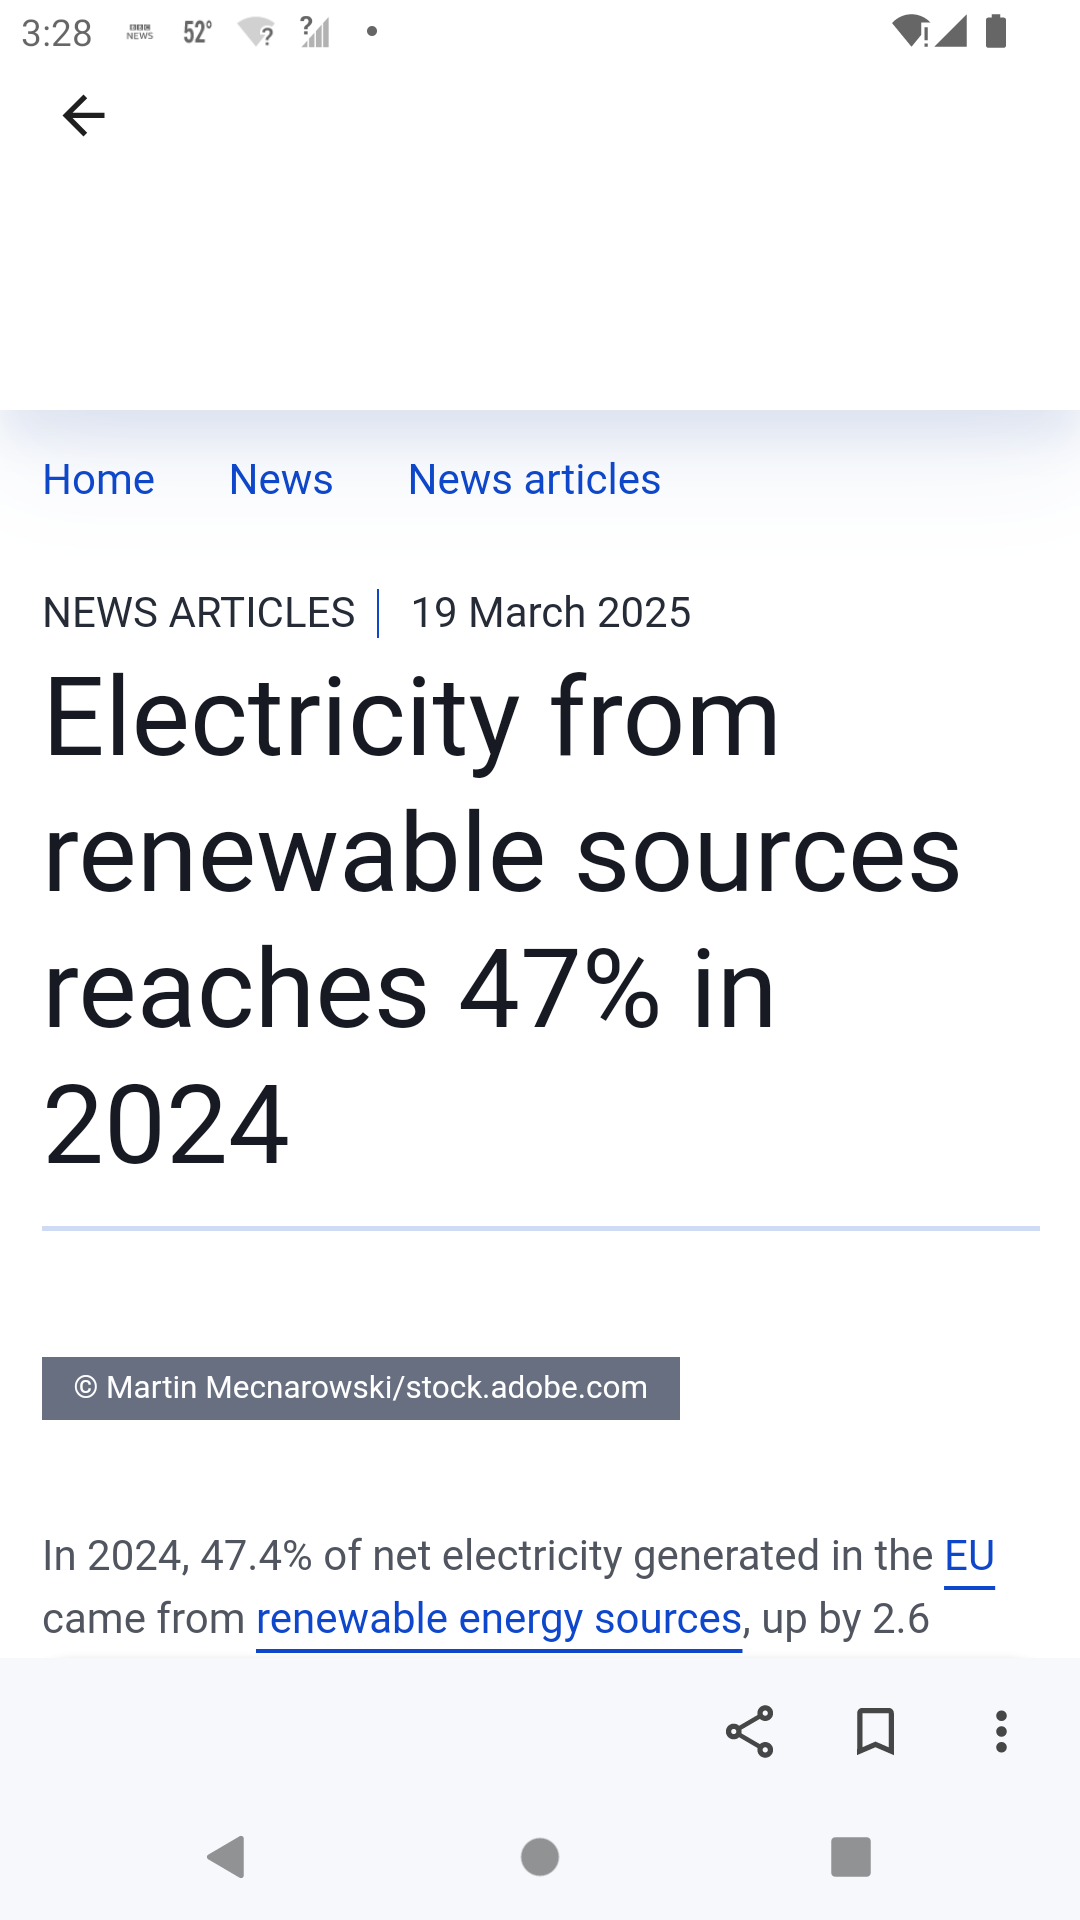 3:28 BBC NEWS 52°
Home News News articles
NEWS ARTICLES 19 March 2025
Electricity from
renewable sources
reaches 47% in
2024
© Martin Mecnarowski/stock.adobe.com
In 2024, 47.4% of net electricity generated in the EU
came from renewable energy sources, up by 2.6